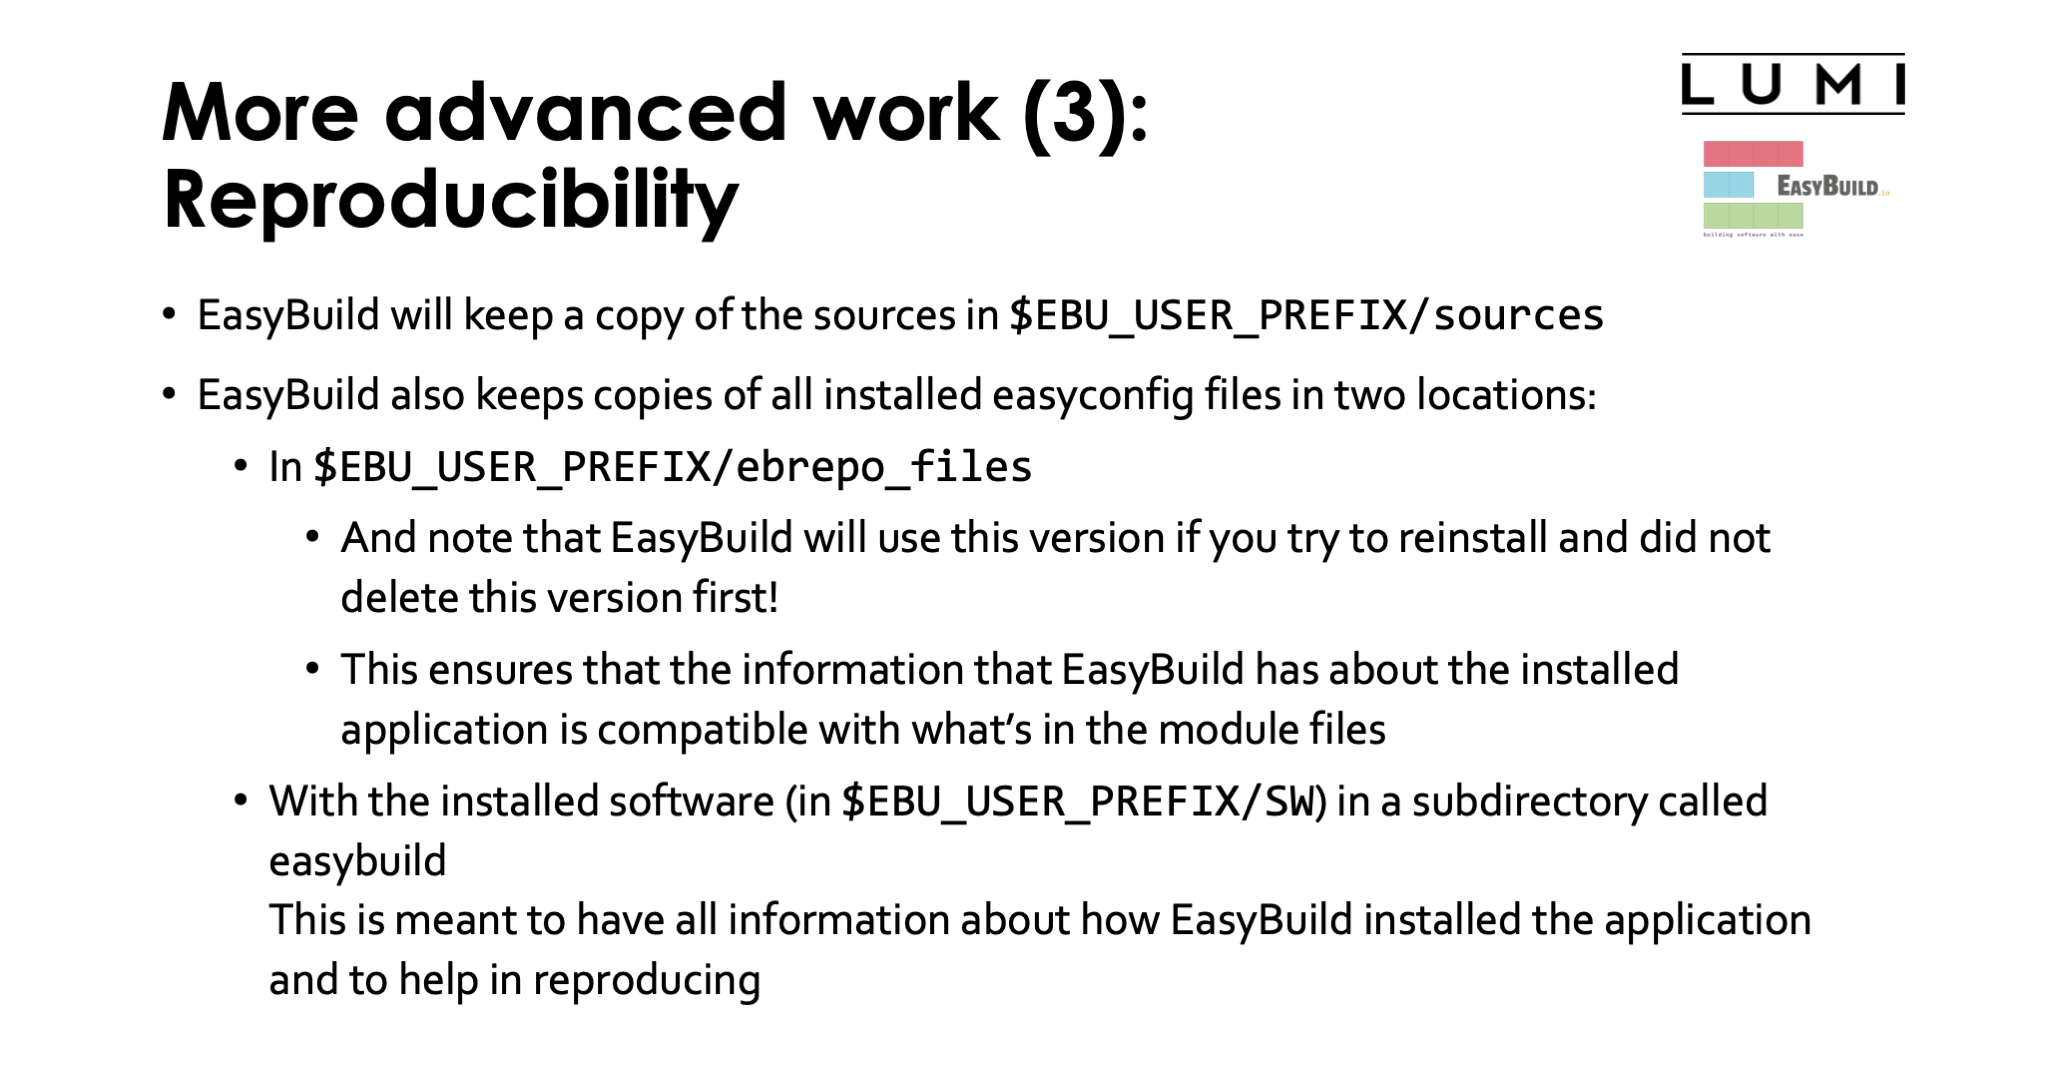 More advanced work (3):
Reproducibility
LUMI
EASYBUILD.io
building software with ease
• EasyBuild will keep a copy of the sources in $EBU_USER_PREFIX/sources
• EasyBuild also keeps copies of all installed easyconfig files in two locations:
• In $EBU_USER_PREFIX/ebrepo_files
• And note that EasyBuild will use this version if you try to reinstall and did not
delete this version first!
• This ensures that the information that EasyBuild has about the installed
application is compatible with what’s in the module files
• With the installed software (in $EBU_USER_PREFIX/SW) in a subdirectory called
easybuild
This is meant to have all information about how EasyBuild installed the application
and to help in reproducing